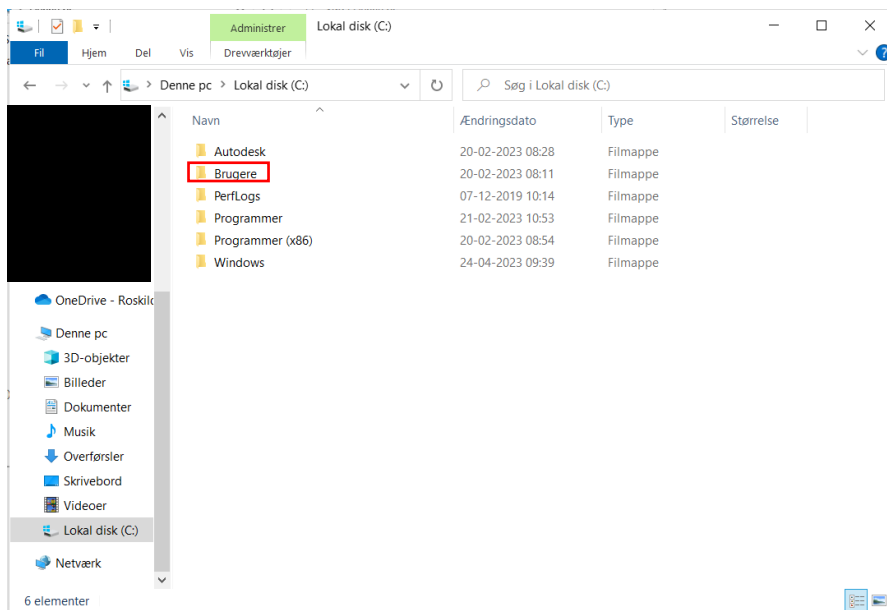 Administrer Lokal disk (C:)
Fil Hjem Del Vis Drevværktøjer
Denne pc > Lokal disk (C:) Søg i Lokal disk (C:)
Navn Ændringsdato Type Størrelse
Autodesk 20-02-2023 08:28 Filmappe
Brugere 20-02-2023 08:11 Filmappe
PerfLogs 07-12-2019 10:14 Filmappe
Programmer 21-02-2023 10:53 Filmappe
Programmer (x86) 20-02-2023 08:54 Filmappe
Windows 24-04-2023 09:39 Filmappe
OneDrive - Roskild
Denne pc
3D-objekter
Billeder
Dokumenter
Musik
Overførsler
Skrivebord
Videoer
Lokal disk (C:)
Netværk
6 elementer